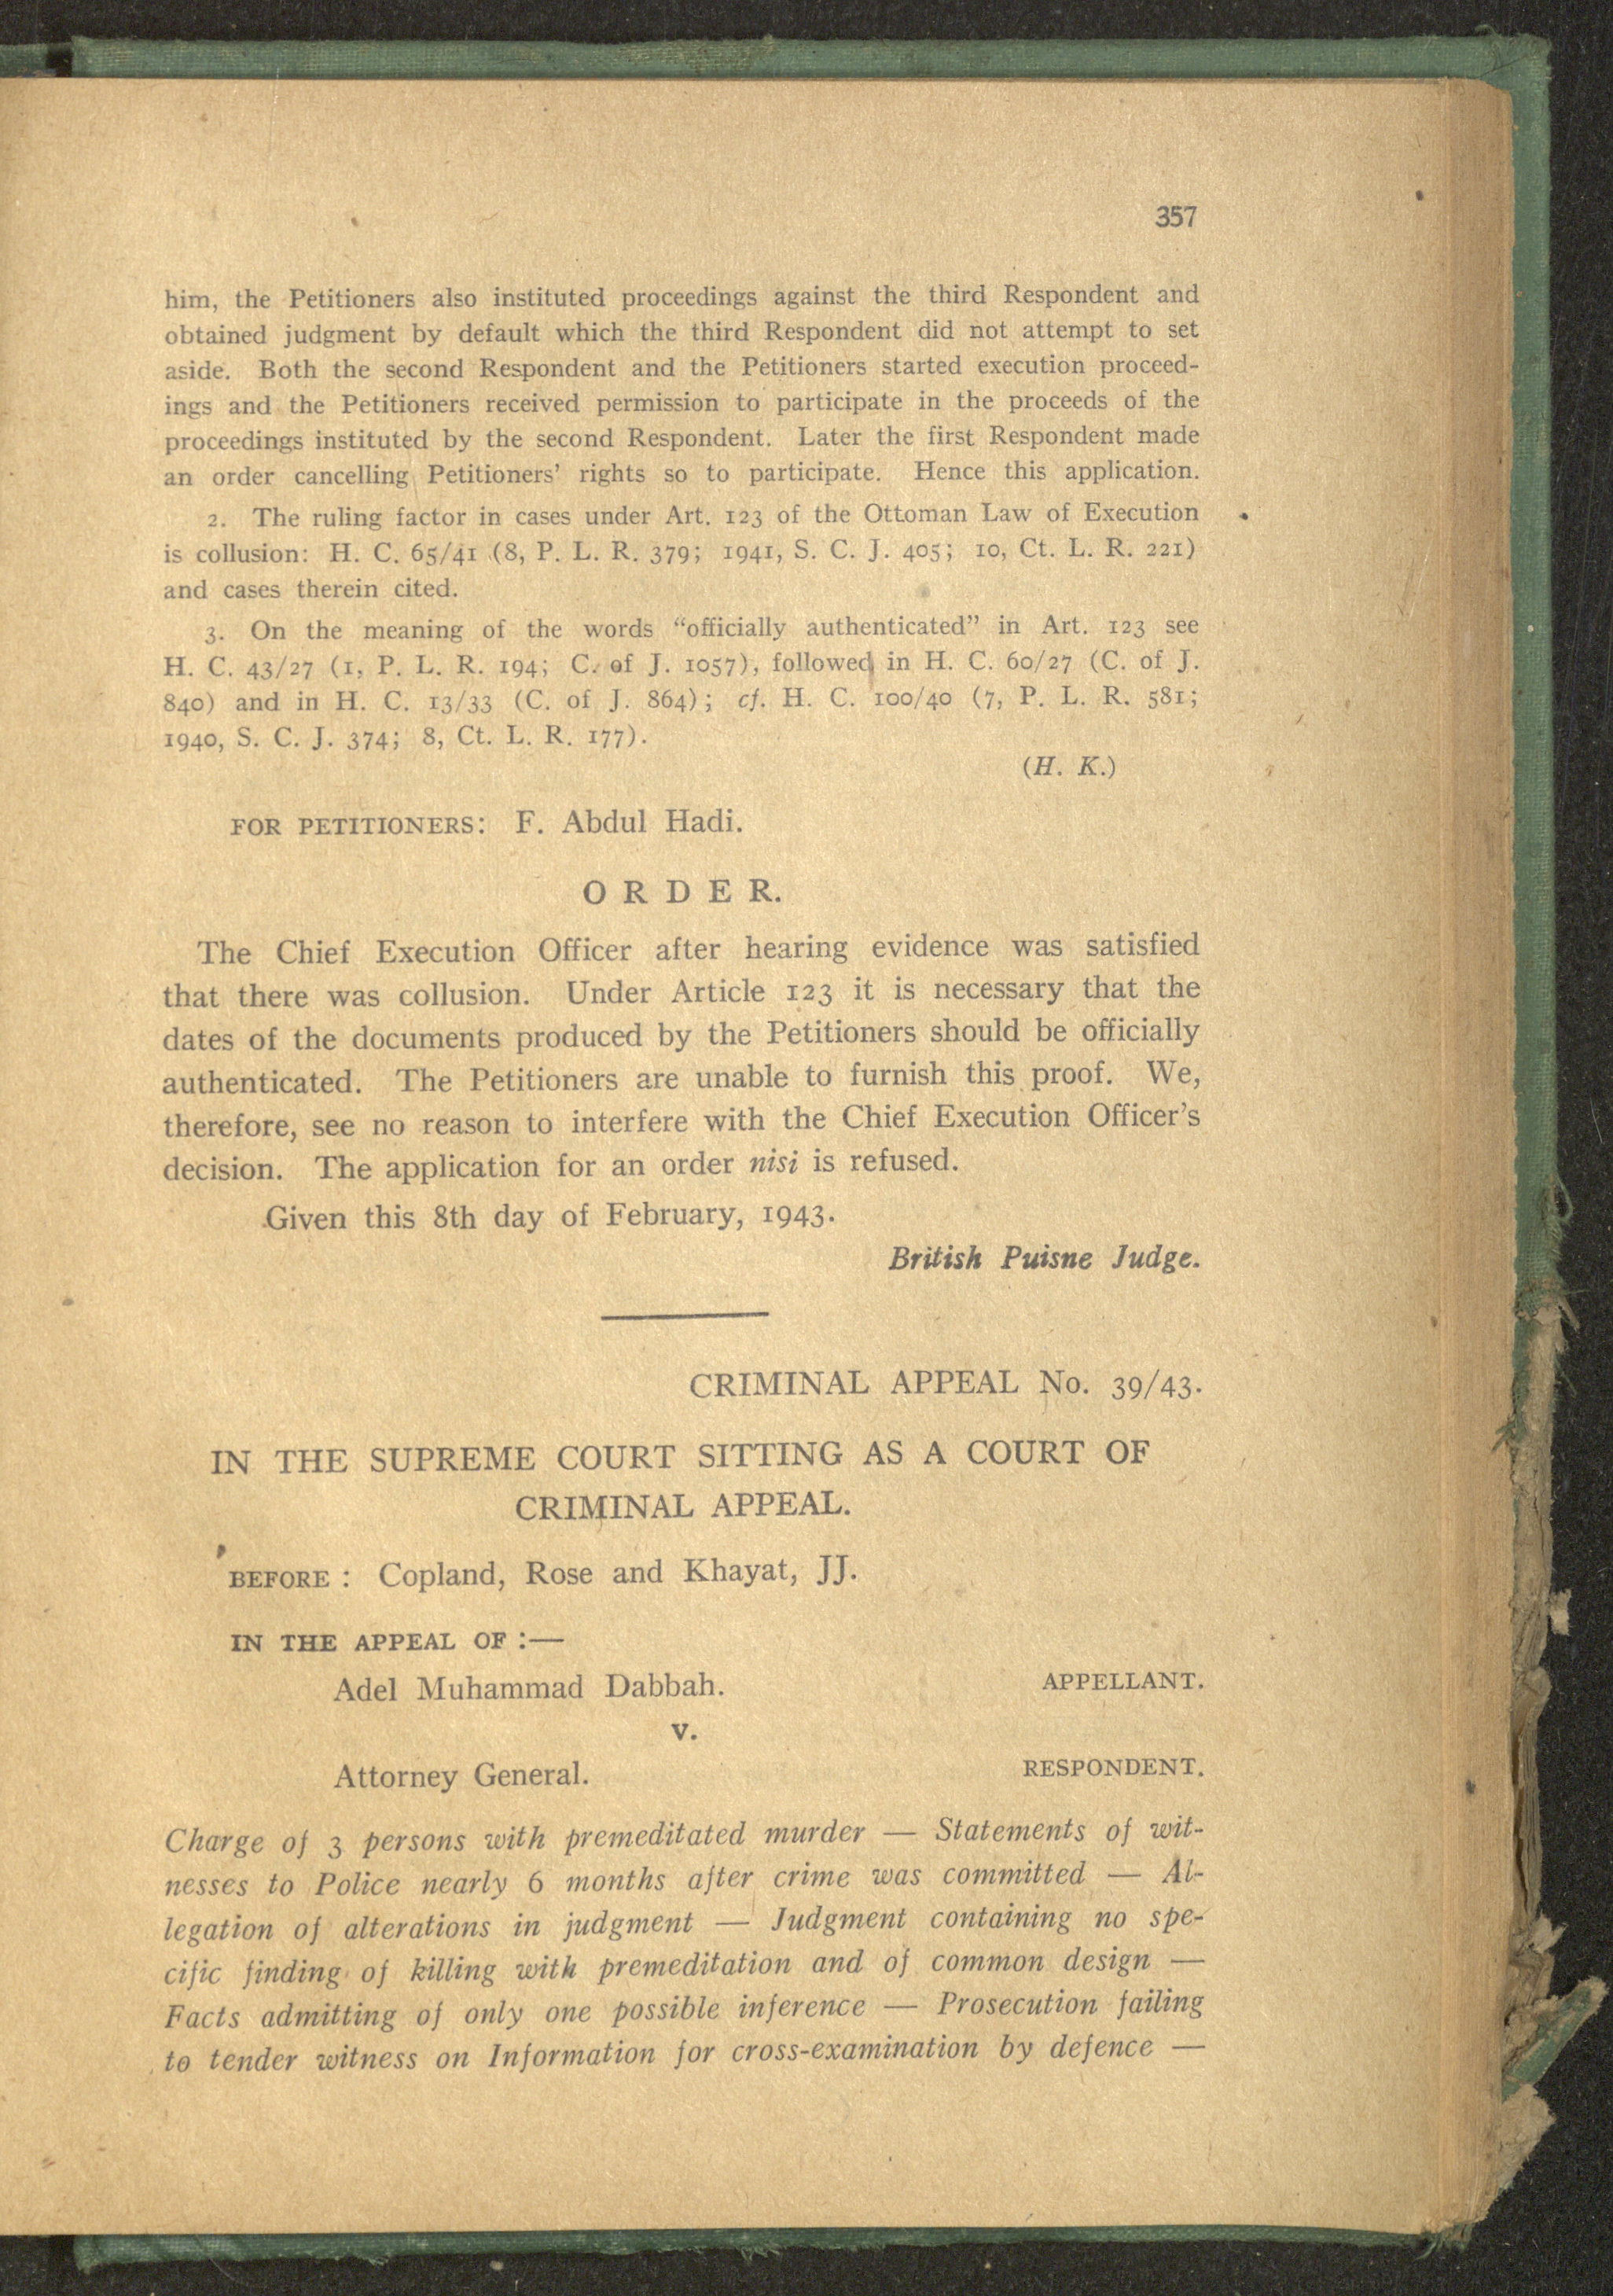 357
him, the Petitioners also instituted proceedings against the third Respondent and
obtained judgment by default which the third Respondent did not attempt to set
aside. Both the second Respondent and the Petitioners started execution proceed-
ings and the Petitioners received permission to participate in the proceeds of the
proceedings instituted by the second Respondent. Later the first Respondent made
an order cancelling Petitioners' rights so to participate. Hence this application.
2. The ruling factor in cases under Art. 123 of the Ottoman Law of Execution
is collusion: H. C. 65/41 (8, P. L. R. 379; 1941, S. C. J. 405; 10, Ct. L. R. 221)
and cases therein cited.
3. On the meaning of the words “officially authenticated” in Art. 123 see
H. C. 43/27 (1, P. L. R. 194; C. of J. 1057), followed in H. C. 60/27 (C. of J.
840) and in H. C. 13/33 (C. of J. 864); cf. H. C. 100/40 (7, P. L. R. 581;
1940, S. C. J. 374; 8, Ct. L. R. 177).
(H. K.)
FOR PETITIONERS: F. Abdul Hadi.
O R D E R.
The Chief Execution Officer after hearing evidence was satisfied
that there was collusion. Under Article 123 it is necessary that the
dates of the documents produced by the Petitioners should be officially
authenticated. The Petitioners are unable to furnish this proof. We,
therefore, see no reason to interfere with the Chief Execution Officer's
decision. The application for an order nisi is refused.
Given this 8th day of February, 1943.
British Puisne Judge.
CRIMINAL APPEAL No. 39/43.
IN THE SUPREME COURT SITTING AS A COURT OF
CRIMINAL APPEAL.
BEFORE : Copland, Rose and Khayat, JJ.
IN THE APPEAL OF :—
Adel Muhammad Dabbah. APPELLANT.
v.
Attorney General. RESPONDENT.
Charge of 3 persons with premeditated murder — Statements of wit-
nesses to Police nearly 6 months after crime was committed — Al-
legation of alterations in judgment — Judgment containing no spe-
cific finding of killing with premeditation and of common design —
Facts admitting of only one possible inference — Prosecution failing
to tender witness on Information for cross-examination by defence —